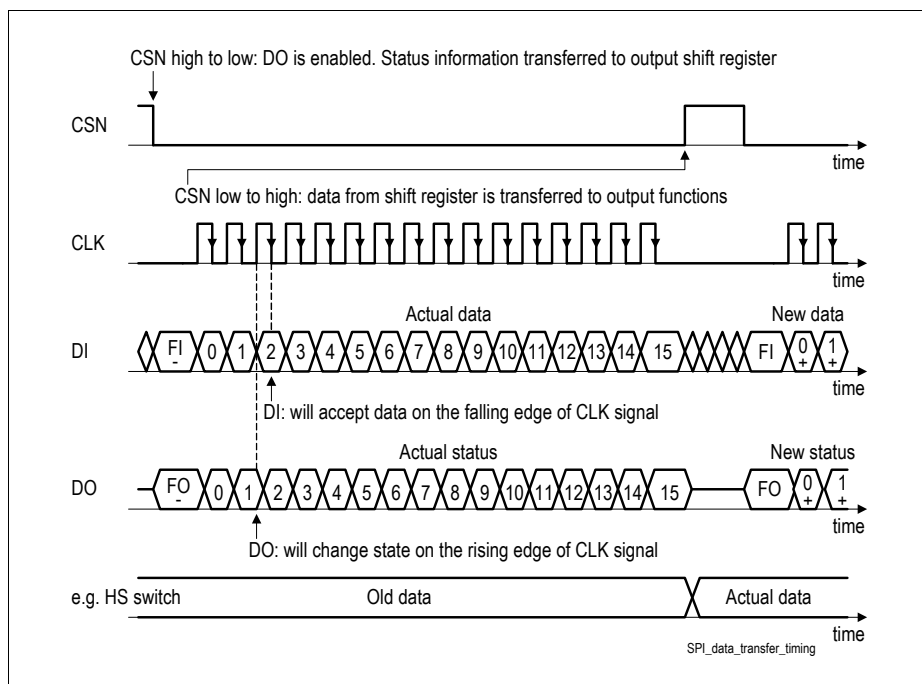 CSN high to low: DO is enabled. Status information transferred to output shift register
CSN
time
CSN low to high: data from shift register is transferred to output functions
CLK
time
Actual data
New data
DI
FI
-
0 1 2 3 4 5 6 7 8 9 10 11 12 13 14 15
FI
0
+
1
+
time
DI: will accept data on the falling edge of CLK signal
Actual status
New status
DO
FO
-
0 1 2 3 4 5 6 7 8 9 10 11 12 13 14 15
FO
0
+
1
+
time
DO: will change state on the rising edge of CLK signal
e.g. HS switch
Old data
Actual data
time
SPI_data_transfer_timing